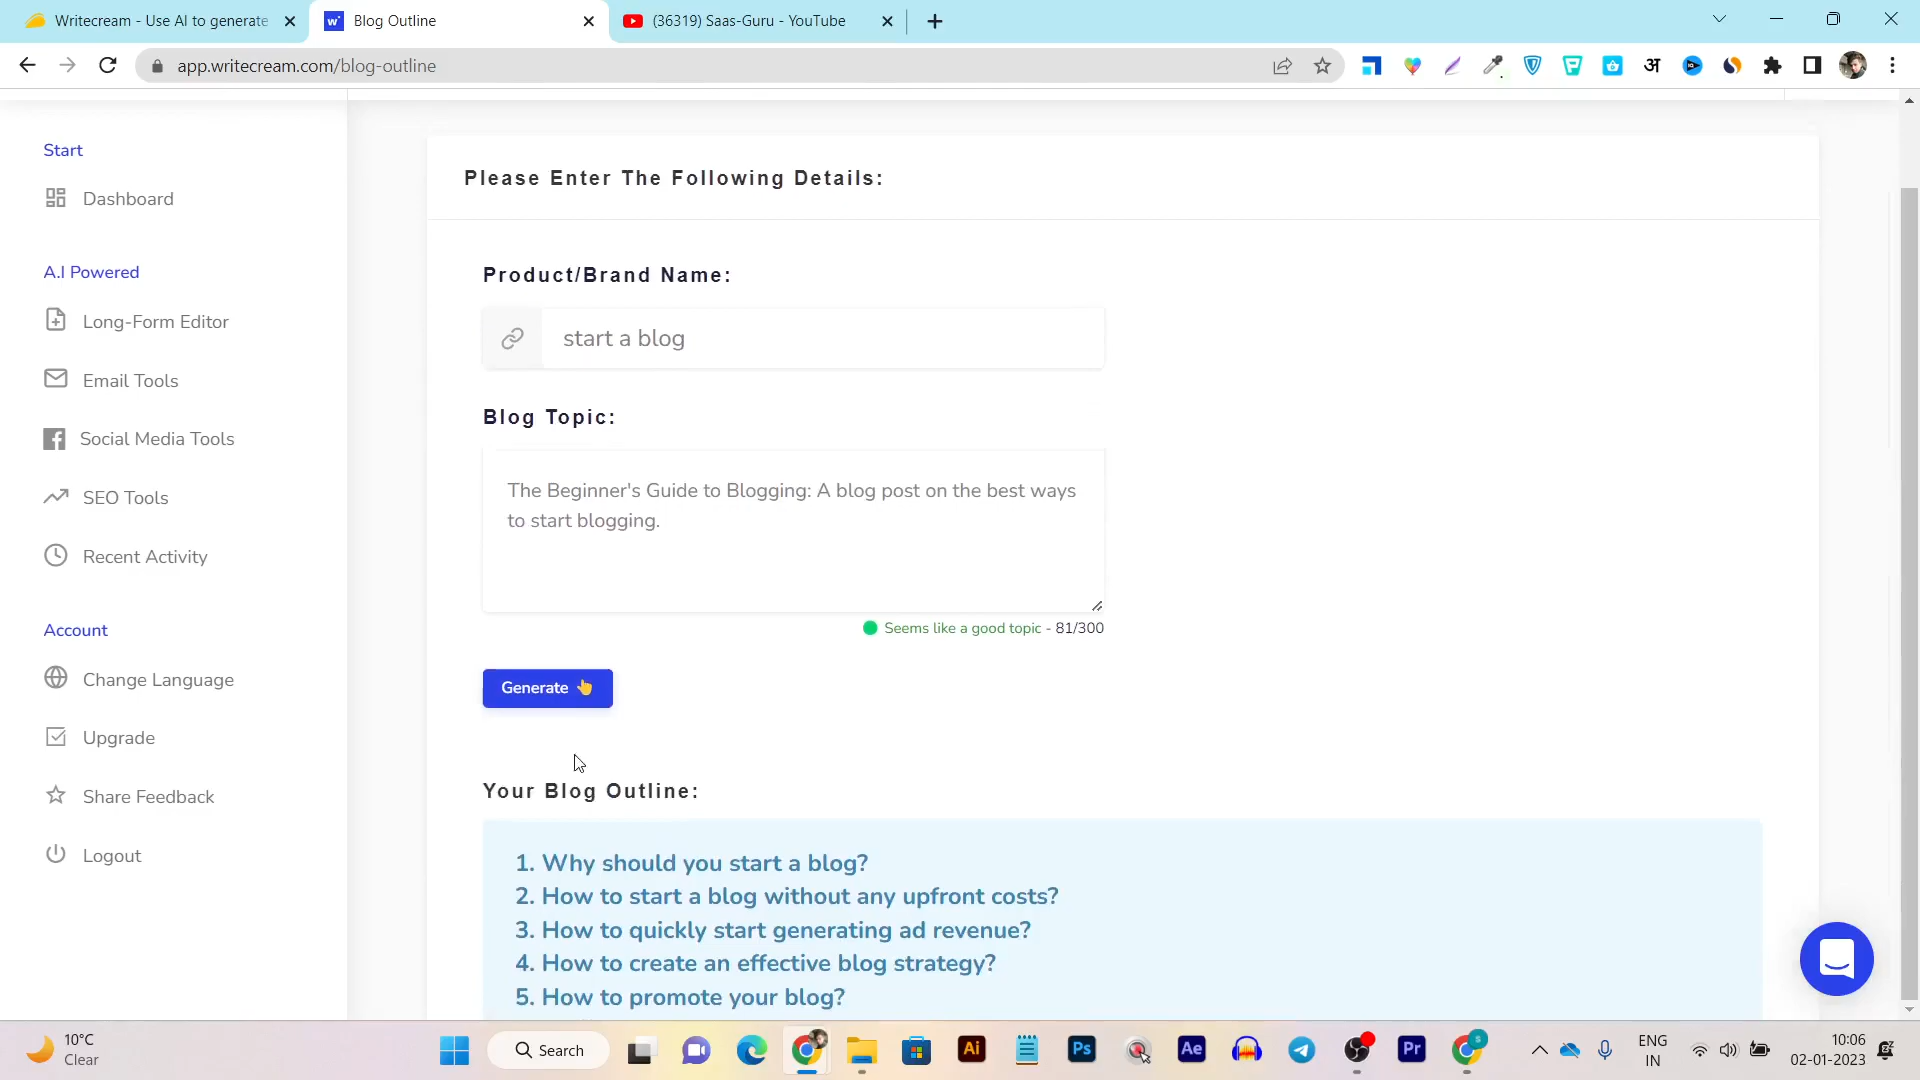 Writecream - Use AI to generate
Blog Outline
(36319) Saas-Guru - YouTube
app.writecream.com/blog-outline
Start
Dashboard
A.I Powered
Long-Form Editor
Email Tools
Social Media Tools
SEO Tools
Recent Activity
Account
Change Language
Upgrade
Share Feedback
Logout
Please Enter The Following Details:
Product/Brand Name:
start a blog
Blog Topic:
The Beginner's Guide to Blogging: A blog post on the best ways
to start blogging.
Seems like a good topic - 81/300
Generate
Your Blog Outline:
1. Why should you start a blog?
2. How to start a blog without any upfront costs?
3. How to quickly start generating ad revenue?
4. How to create an effective blog strategy?
5. How to promote your blog?
10°C
Clear
Search
Ai
Ps
Ae
Pr
ENG
IN
10:06
02-01-2023